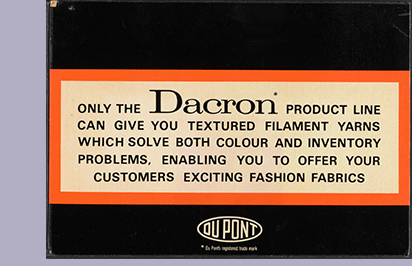 ONLY THE Dacron* PRODUCT LINE
CAN GIVE YOU TEXTURED FILAMENT YARNS
WHICH SOLVE BOTH COLOUR AND INVENTORY
PROBLEMS, ENABLING YOU TO OFFER YOUR
CUSTOMERS EXCITING FASHION FABRICS
DU PONT
* Du Pont's registered trade mark